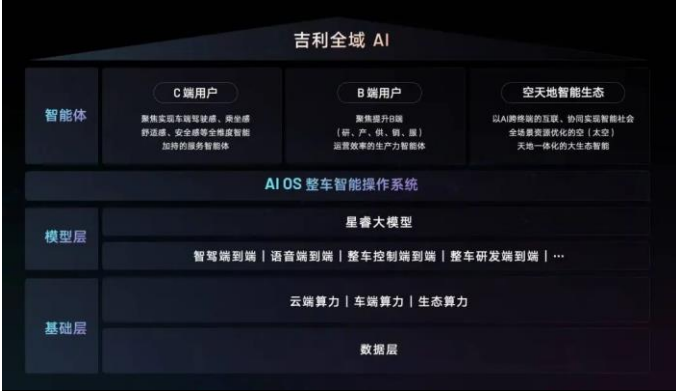 吉利全域 AI
智能体
C 端用户
聚焦实现车端驾驶感、乘坐感
舒适感、安全感等全维度智能
加持的服务智能体
B 端用户
聚焦提升B端
(研、产、供、销、服)
运营效率的生产力智能体
空天地智能生态
以AI跨终端的互联、协同实现智能社会
全场景资源优化的空(太空)
天地一体化的大生态智能
AI OS 整车智能操作系统
模型层
星睿大模型
智驾端到端 | 语音端到端 | 整车控制端到端 | 整车研发端到端 | ···
基础层
云端算力 | 车端算力 | 生态算力
数据层